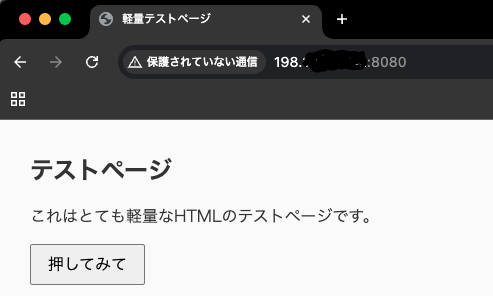 軽量テストページ
保護されていない通信 198. :8080
テストページ
これはとても軽量なHTMLのテストページです。
押してみて